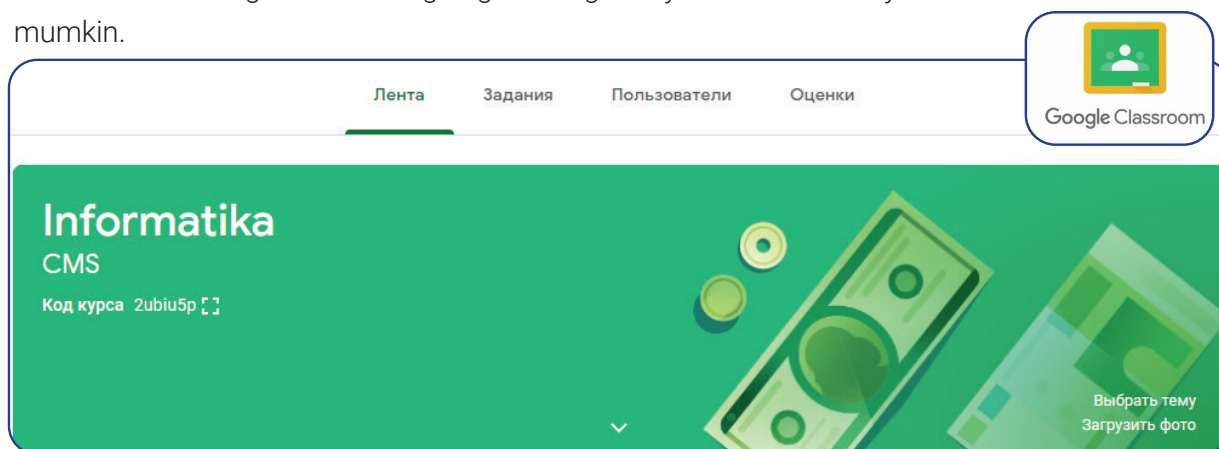 mumkin.
Лента Задания Пользователи Оценки
Google Classroom
Informatika
CMS
Код курса 2ubiu5p
Выбрать тему
Загрузить фото